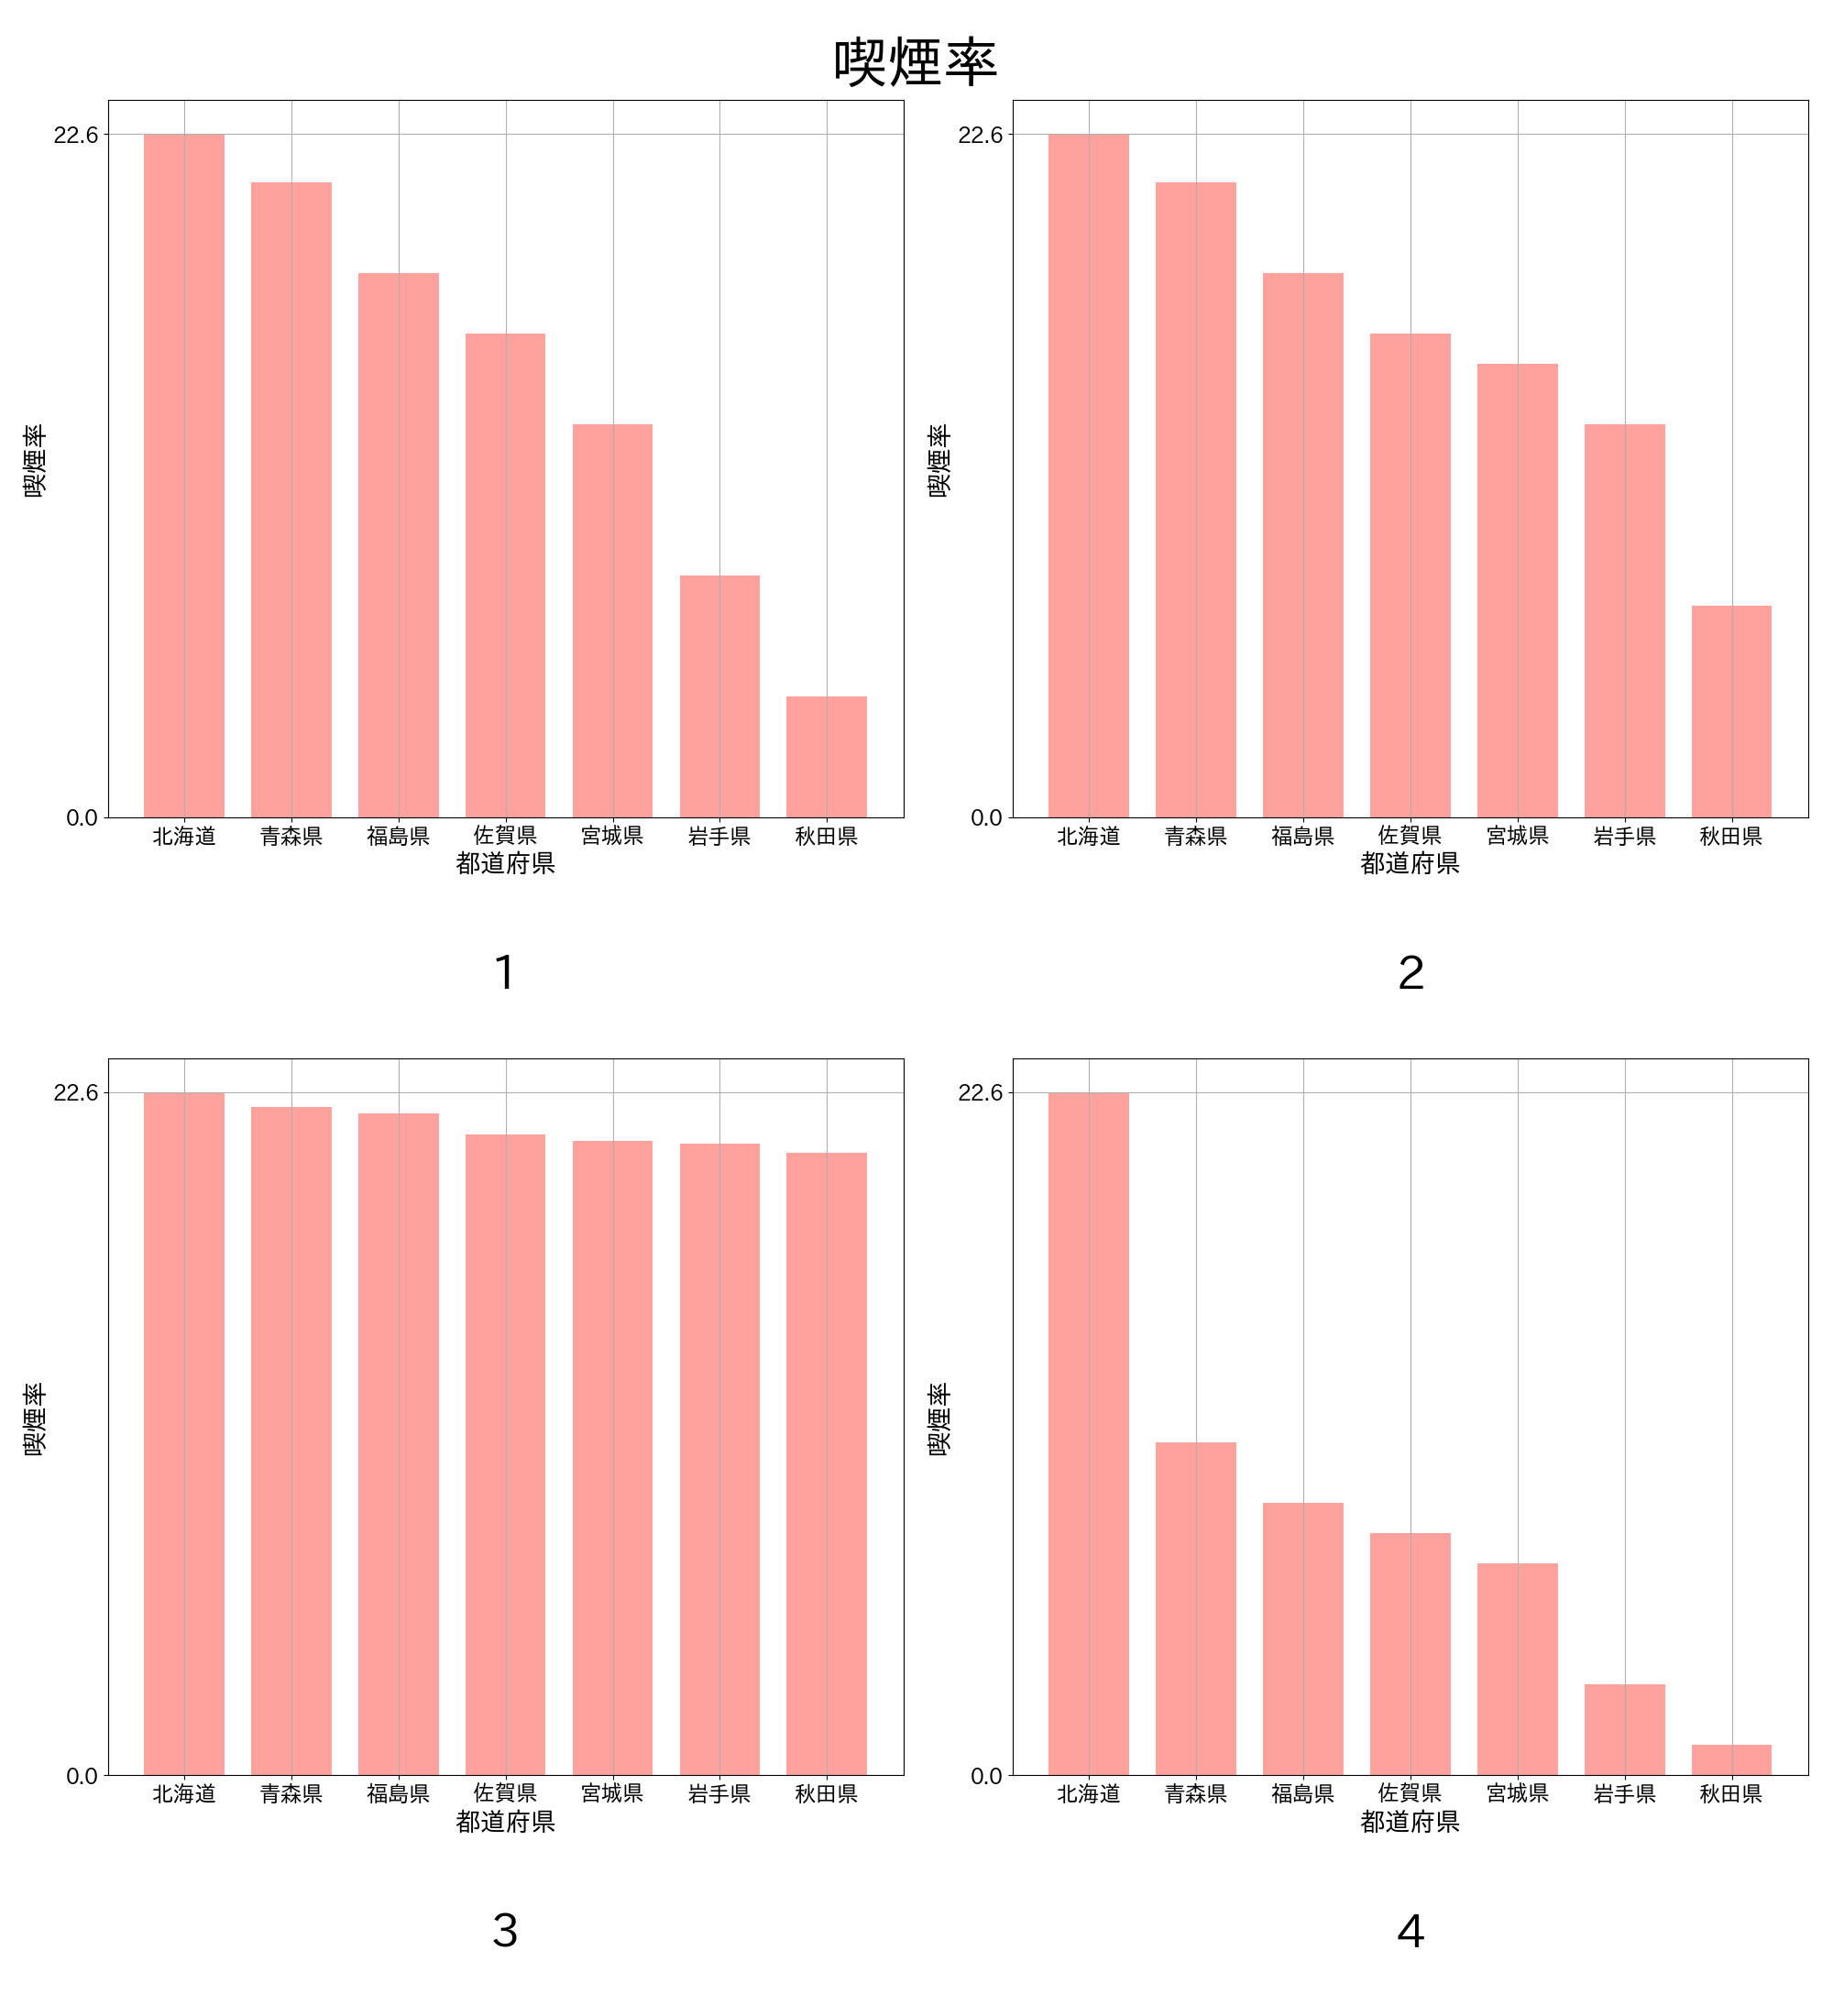 喫煙率
22.6
0.0
喫煙率
北海道 青森県 福島県 佐賀県 宮城県 岩手県 秋田県
都道府県
1
22.6
0.0
喫煙率
北海道 青森県 福島県 佐賀県 宮城県 岩手県 秋田県
都道府県
2
22.6
0.0
喫煙率
北海道 青森県 福島県 佐賀県 宮城県 岩手県 秋田県
都道府県
3
22.6
0.0
喫煙率
北海道 青森県 福島県 佐賀県 宮城県 岩手県 秋田県
都道府県
4